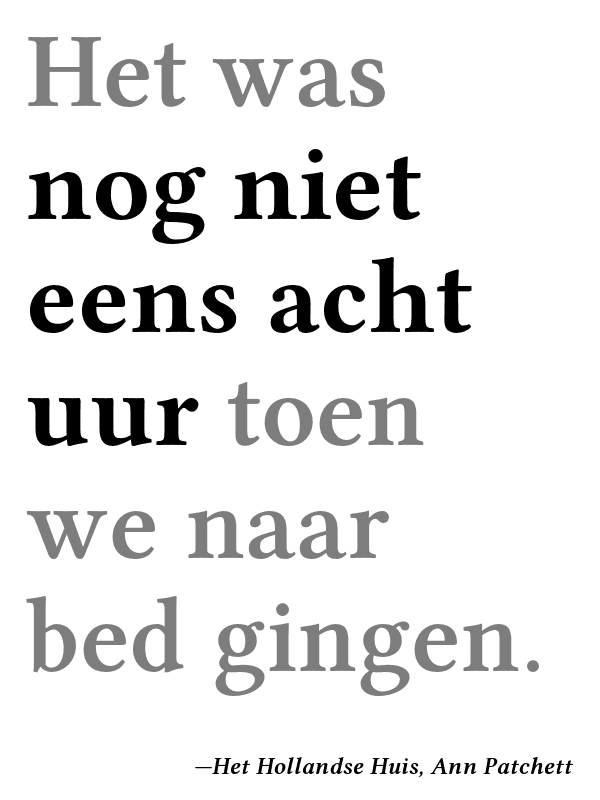 Het was
nog niet
eens acht
uur toen
we naar
bed gingen.
—Het Hollandse Huis, Ann Patchett